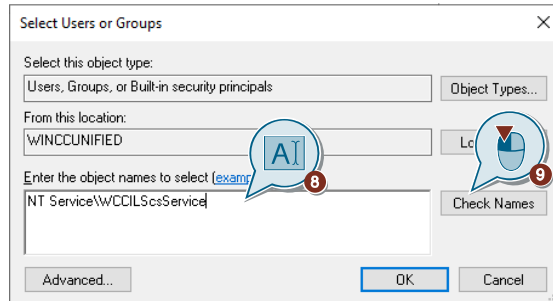 Select Users or Groups
Select this object type:
Users, Groups, or Built-in security principals
Object Types...
From this location:
WINCCUNIFIED
A
Enter the object names to select (
8
9
NT Service\WCCILScsService
Check Names
Advanced...
OK
Cancel